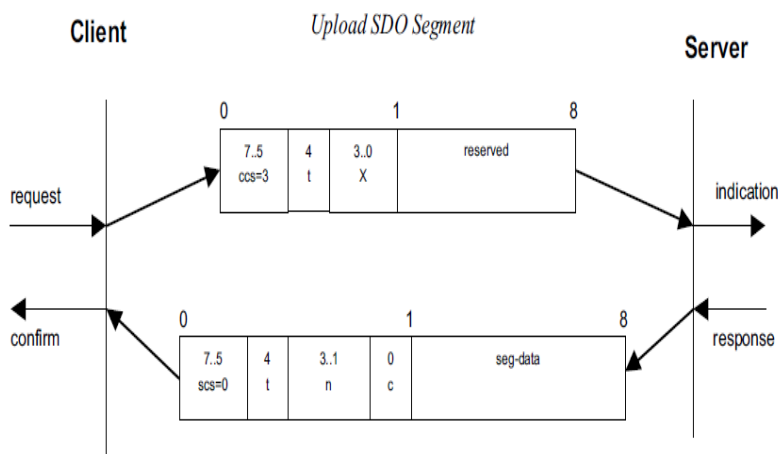 Client
Upload SDO Segment
Server
0
1
8
7..5
4
3..0
reserved
ccs=3
t
X
request
indication
confirm
response
0
1
8
7..5
4
3..1
0
seg-data
scs=0
t
n
c